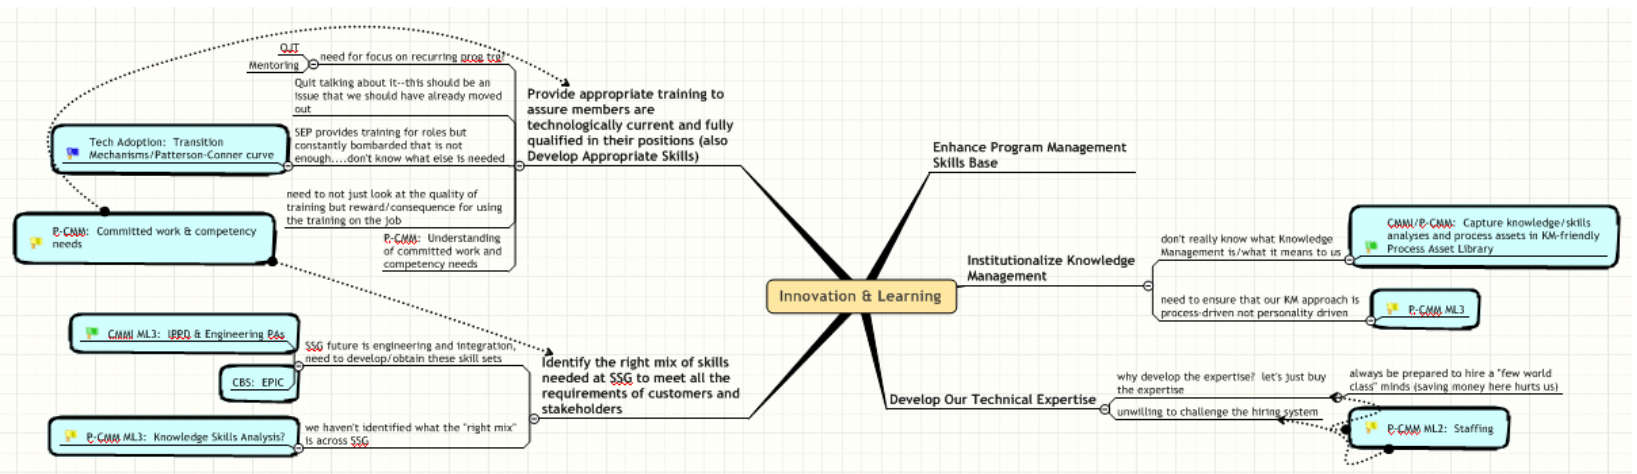 OJT
Mentoring
need for focus on recurring prog trg?
Quit talking about it--this should be an
issue that we should have already moved
out
SEP provides training for roles but
constantly bombarded that is not
enough....don't know what else is needed
Tech Adoption: Transition
Mechanisms/Patterson-Conner curve
need to not just look at the quality of
training but reward/consequence for using
the training on the job
P-CMM: Understanding
of committed work and
competency needs
P-CMM: Committed work & competency
needs
Provide appropriate training to
assure members are
technologically current and fully
qualified in their positions (also
Develop Appropriate Skills)
Enhance Program Management
Skills Base
Institutionalize Knowledge
Management
don't really know what Knowledge
Management is/what it means to us
CMMI/P-CMM: Capture knowledge/skills
analyses and process assets in KM-friendly
Process Asset Library
need to ensure that our KM approach is
process-driven not personality driven
P-CMM ML3
Innovation & Learning
CMMI ML3: IPPD & Engineering PAs
CBS: EPIC
SSG future is engineering and integration,
need to develop/obtain these skill sets
P-CMM ML3: Knowledge Skills Analysis?
we haven't identified what the "right mix"
is across SSG
Identify the right mix of skills
needed at SSG to meet all the
requirements of customers and
stakeholders
Develop Our Technical Expertise
why develop the expertise? let's just buy
the expertise
always be prepared to hire a "few world
class" minds (saving money here hurts us)
unwilling to challenge the hiring system
P-CMM ML2: Staffing